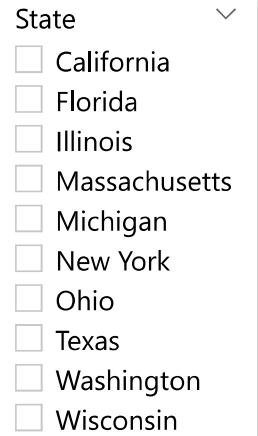 State
California
Florida
Illinois
Massachusetts
Michigan
New York
Ohio
Texas
Washington
Wisconsin